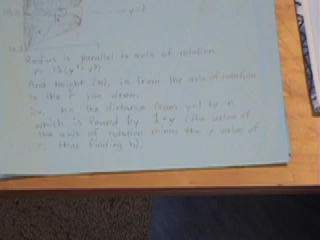 y=1
Radius is parallel to axis of rotation
And height (h), is from the axis of rotation
to the r you drew.
So, h= the distance from y=1 to r,
which is found by 1-y (the value of
the axis of rotation minus the r value of
r, thus finding h).